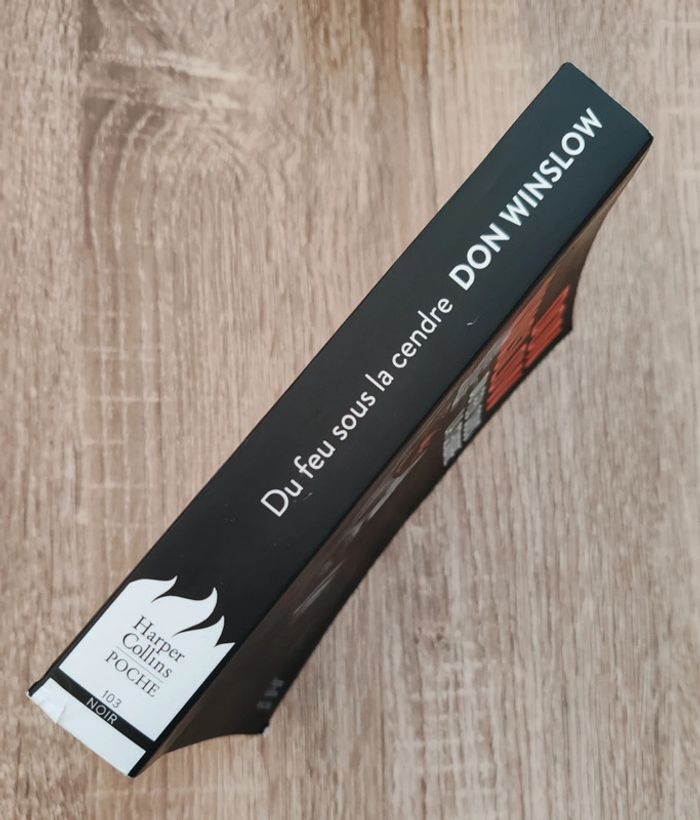 Du feu sous la cendre DON WINSLOW
Harper
Collins
POCHE
103
NOIR